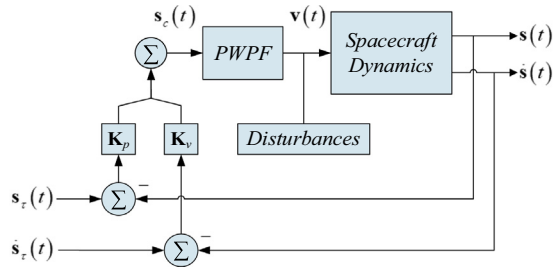 𝐬_c(t)
𝐯(t)
∑
PWPF
Spacecraft
Dynamics
𝐬(t)
ṡ(t)
𝐊_p
𝐊_v
Disturbances
𝐬_τ(t)
∑
−
ṡ_τ(t)
∑
−